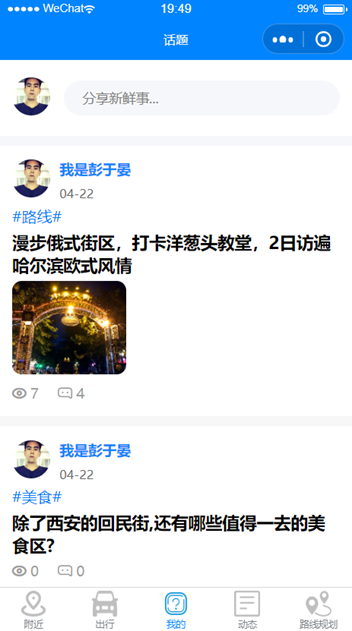 WeChat 19:49 99%
话题
分享新鲜事...
我是彭于晏
04-22
#路线#
漫步俄式街区，打卡洋葱头教堂，2日访遍
哈尔滨欧式风情
7 4
我是彭于晏
04-22
#美食#
除了西安的回民街,还有哪些值得一去的美
食区?
0 0
附近 出行 我的 动态 路线规划